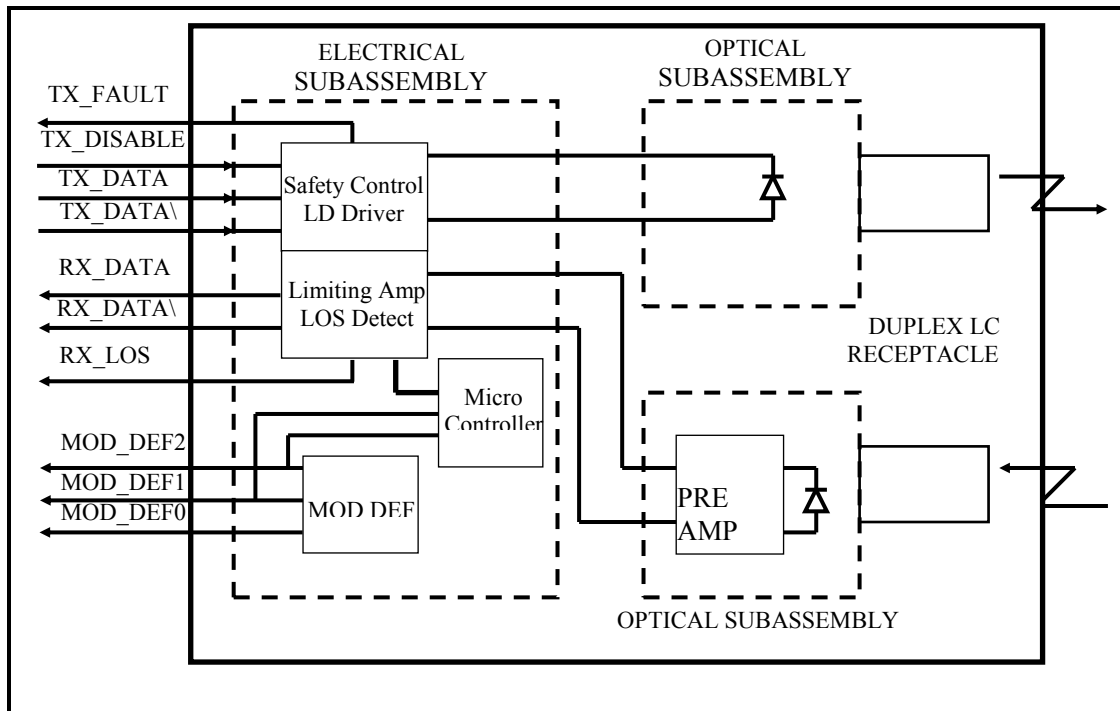 ELECTRICAL
SUBASSEMBLY
OPTICAL
SUBASSEMBLY
TX_FAULT
TX_DISABLE
TX_DATA
TX_DATA\
Safety Control
LD Driver
RX_DATA
RX_DATA\
Limiting Amp
LOS Detect
RX_LOS
DUPLEX LC
RECEPTACLE
Micro
Controller
MOD_DEF2
MOD_DEF1
MOD_DEF0
MOD DEF
PRE
AMP
OPTICAL SUBASSEMBLY